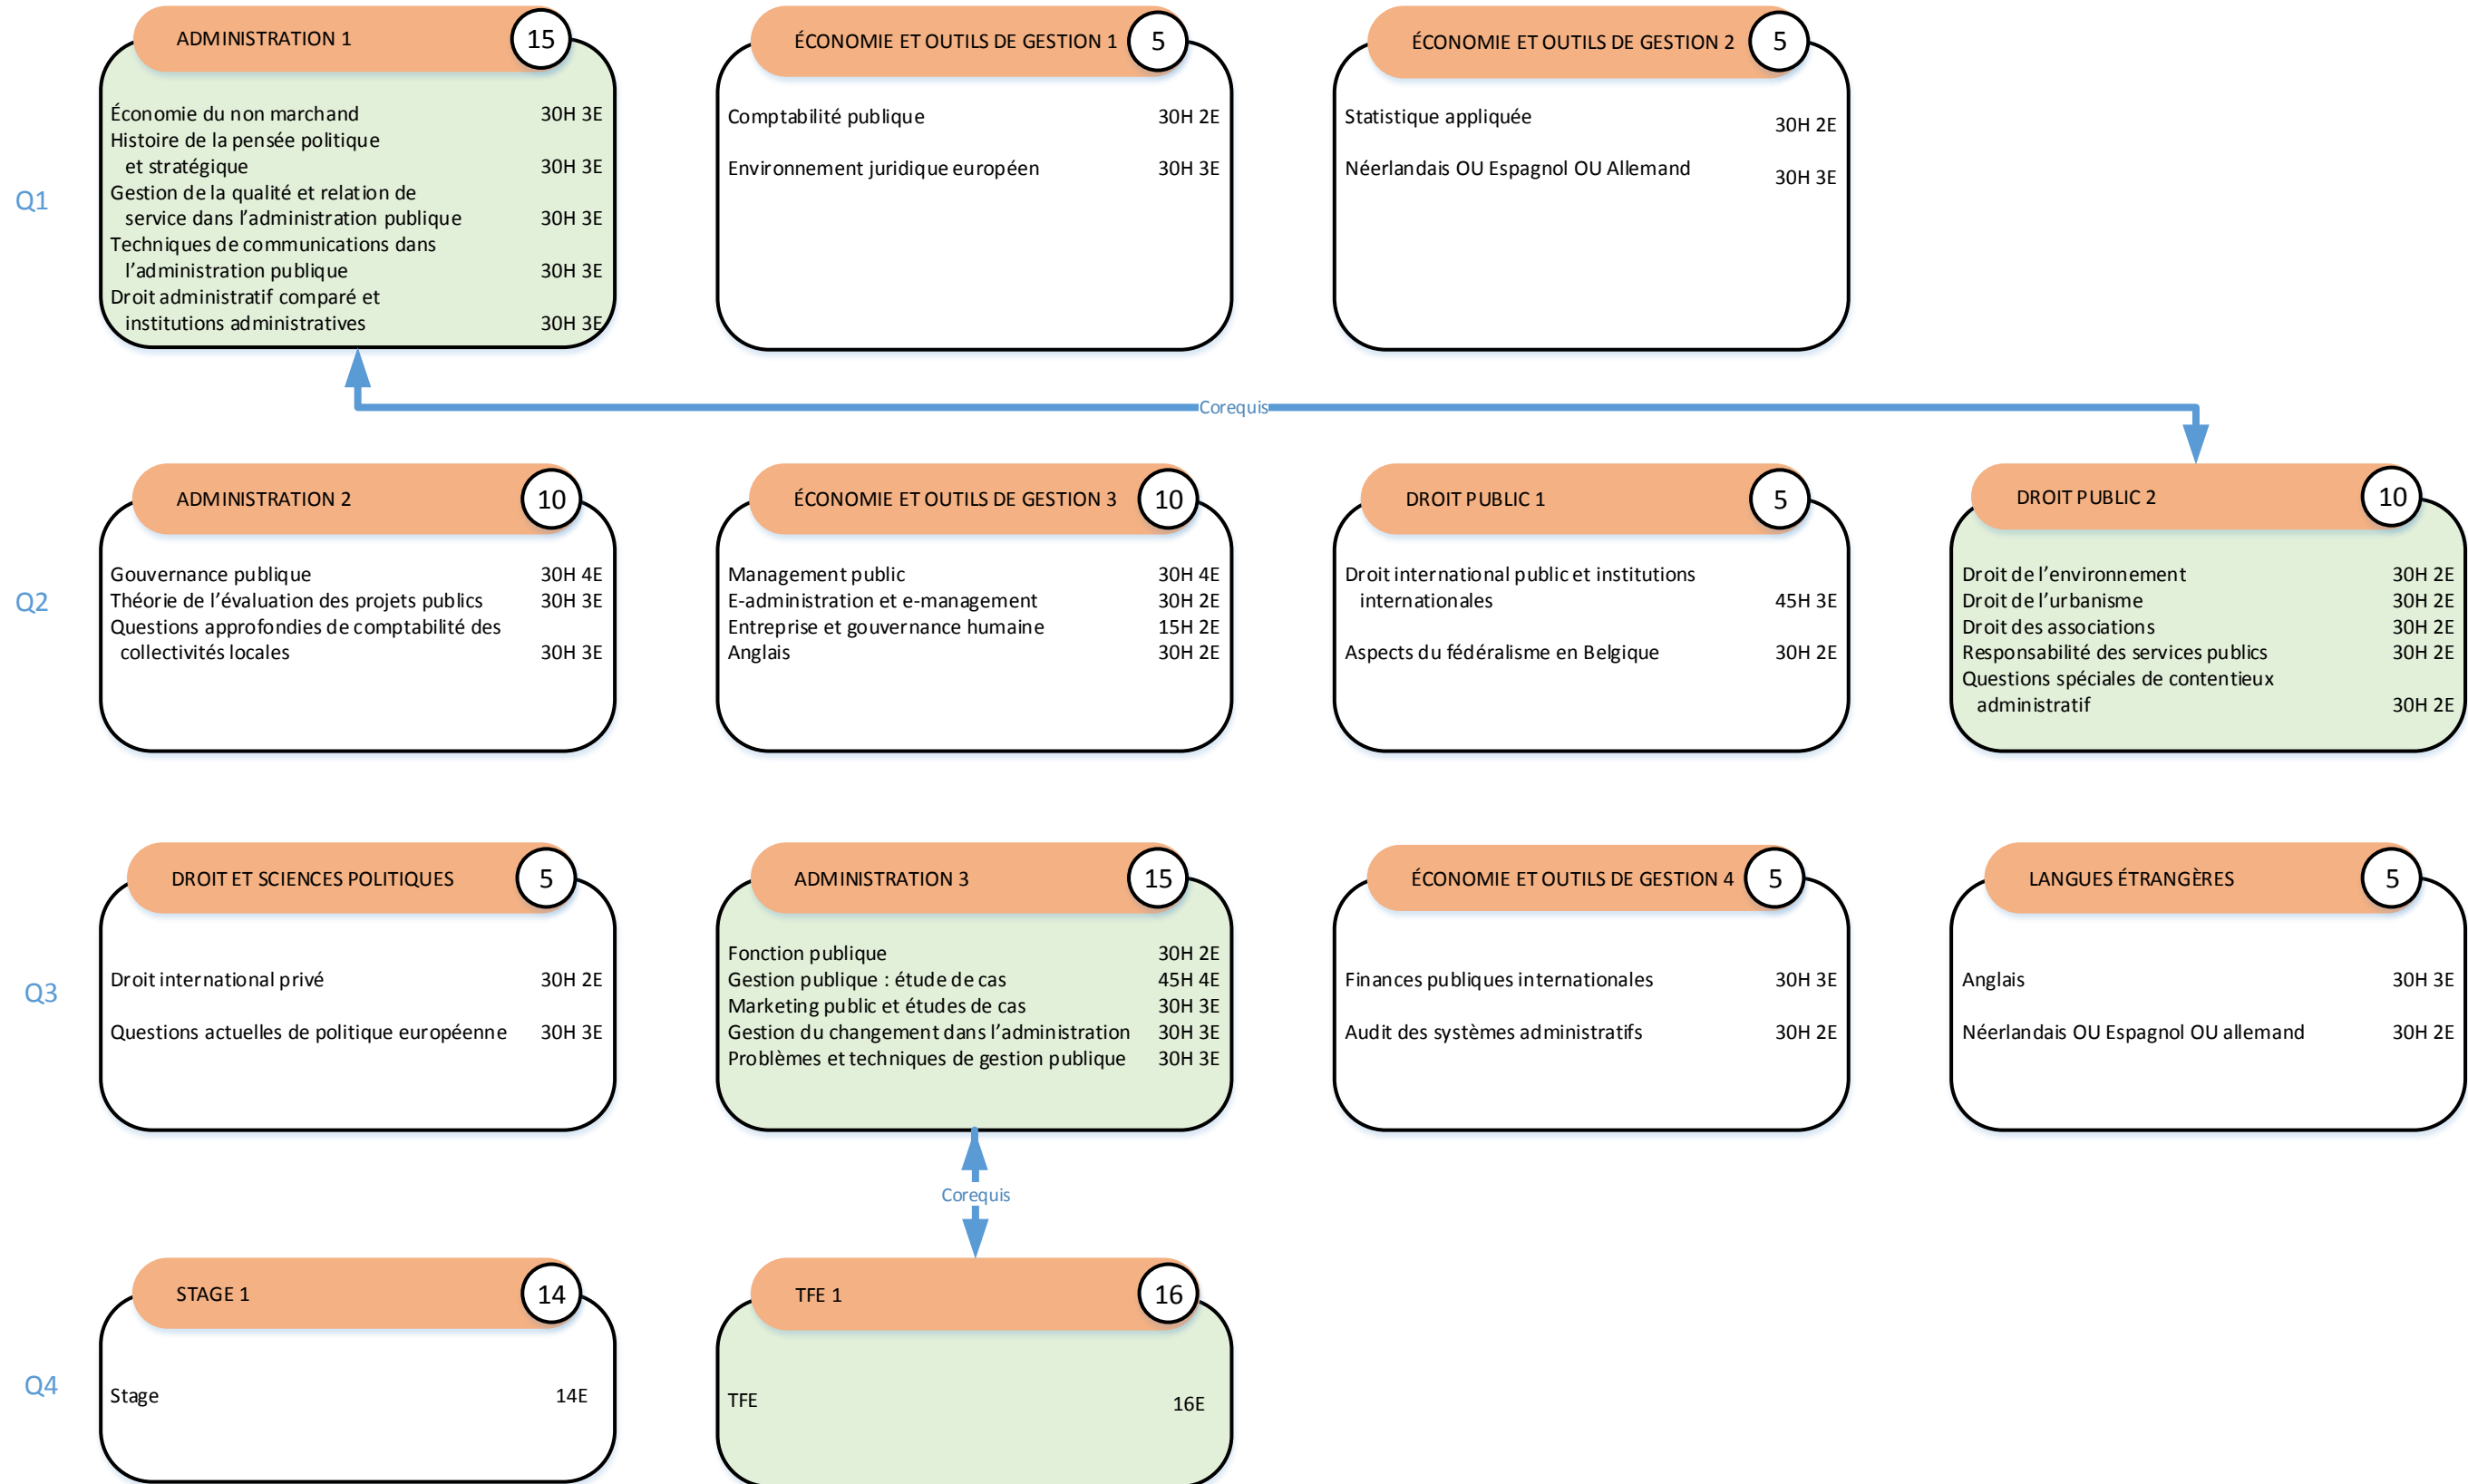 Q1
ADMINISTRATION 1 15
Économie du non marchand 30H 3E
Histoire de la pensée politique
et stratégique 30H 3E
Gestion de la qualité et relation de
service dans l’administration publique 30H 3E
Techniques de communications dans
l’administration publique 30H 3E
Droit administratif comparé et
institutions administratives 30H 3E
ÉCONOMIE ET OUTILS DE GESTION 1 5
Comptabilité publique 30H 2E
Environnement juridique européen 30H 3E
ÉCONOMIE ET OUTILS DE GESTION 2 5
Statistique appliquée 30H 2E
Néerlandais OU Espagnol OU Allemand 30H 3E
Corequis
Q2
ADMINISTRATION 2 10
Gouvernance publique 30H 4E
Théorie de l’évaluation des projets publics 30H 3E
Questions approfondies de comptabilité des
collectivités locales 30H 3E
ÉCONOMIE ET OUTILS DE GESTION 3 10
Management public 30H 4E
E-administration et e-management 30H 2E
Entreprise et gouvernance humaine 15H 2E
Anglais 30H 2E
DROIT PUBLIC 1 5
Droit international public et institutions
internationales 45H 3E
Aspects du fédéralisme en Belgique 30H 2E
DROIT PUBLIC 2 10
Droit de l’environnement 30H 2E
Droit de l’urbanisme 30H 2E
Droit des associations 30H 2E
Responsabilité des services publics 30H 2E
Questions spéciales de contentieux
administratif 30H 2E
Q3
DROIT ET SCIENCES POLITIQUES 5
Droit international privé 30H 2E
Questions actuelles de politique européenne 30H 3E
ADMINISTRATION 3 15
Fonction publique 30H 2E
Gestion publique : étude de cas 45H 4E
Marketing public et études de cas 30H 3E
Gestion du changement dans l’administration 30H 3E
Problèmes et techniques de gestion publique 30H 3E
ÉCONOMIE ET OUTILS DE GESTION 4 5
Finances publiques internationales 30H 3E
Audit des systèmes administratifs 30H 2E
LANGUES ÉTRANGÈRES 5
Anglais 30H 3E
Néerlandais OU Espagnol OU allemand 30H 2E
Corequis
Q4
STAGE 1 14
Stage 14E
TFE 1 16
TFE 16E